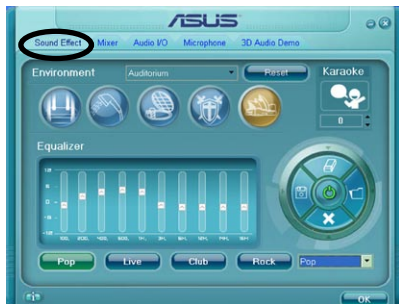 ASUS
Sound Effect Mixer Audio I/O Microphone 3D Audio Demo
Environment Auditorium Reset Karaoke
0
Equalizer
Pop Live Club Rock Pop
OK